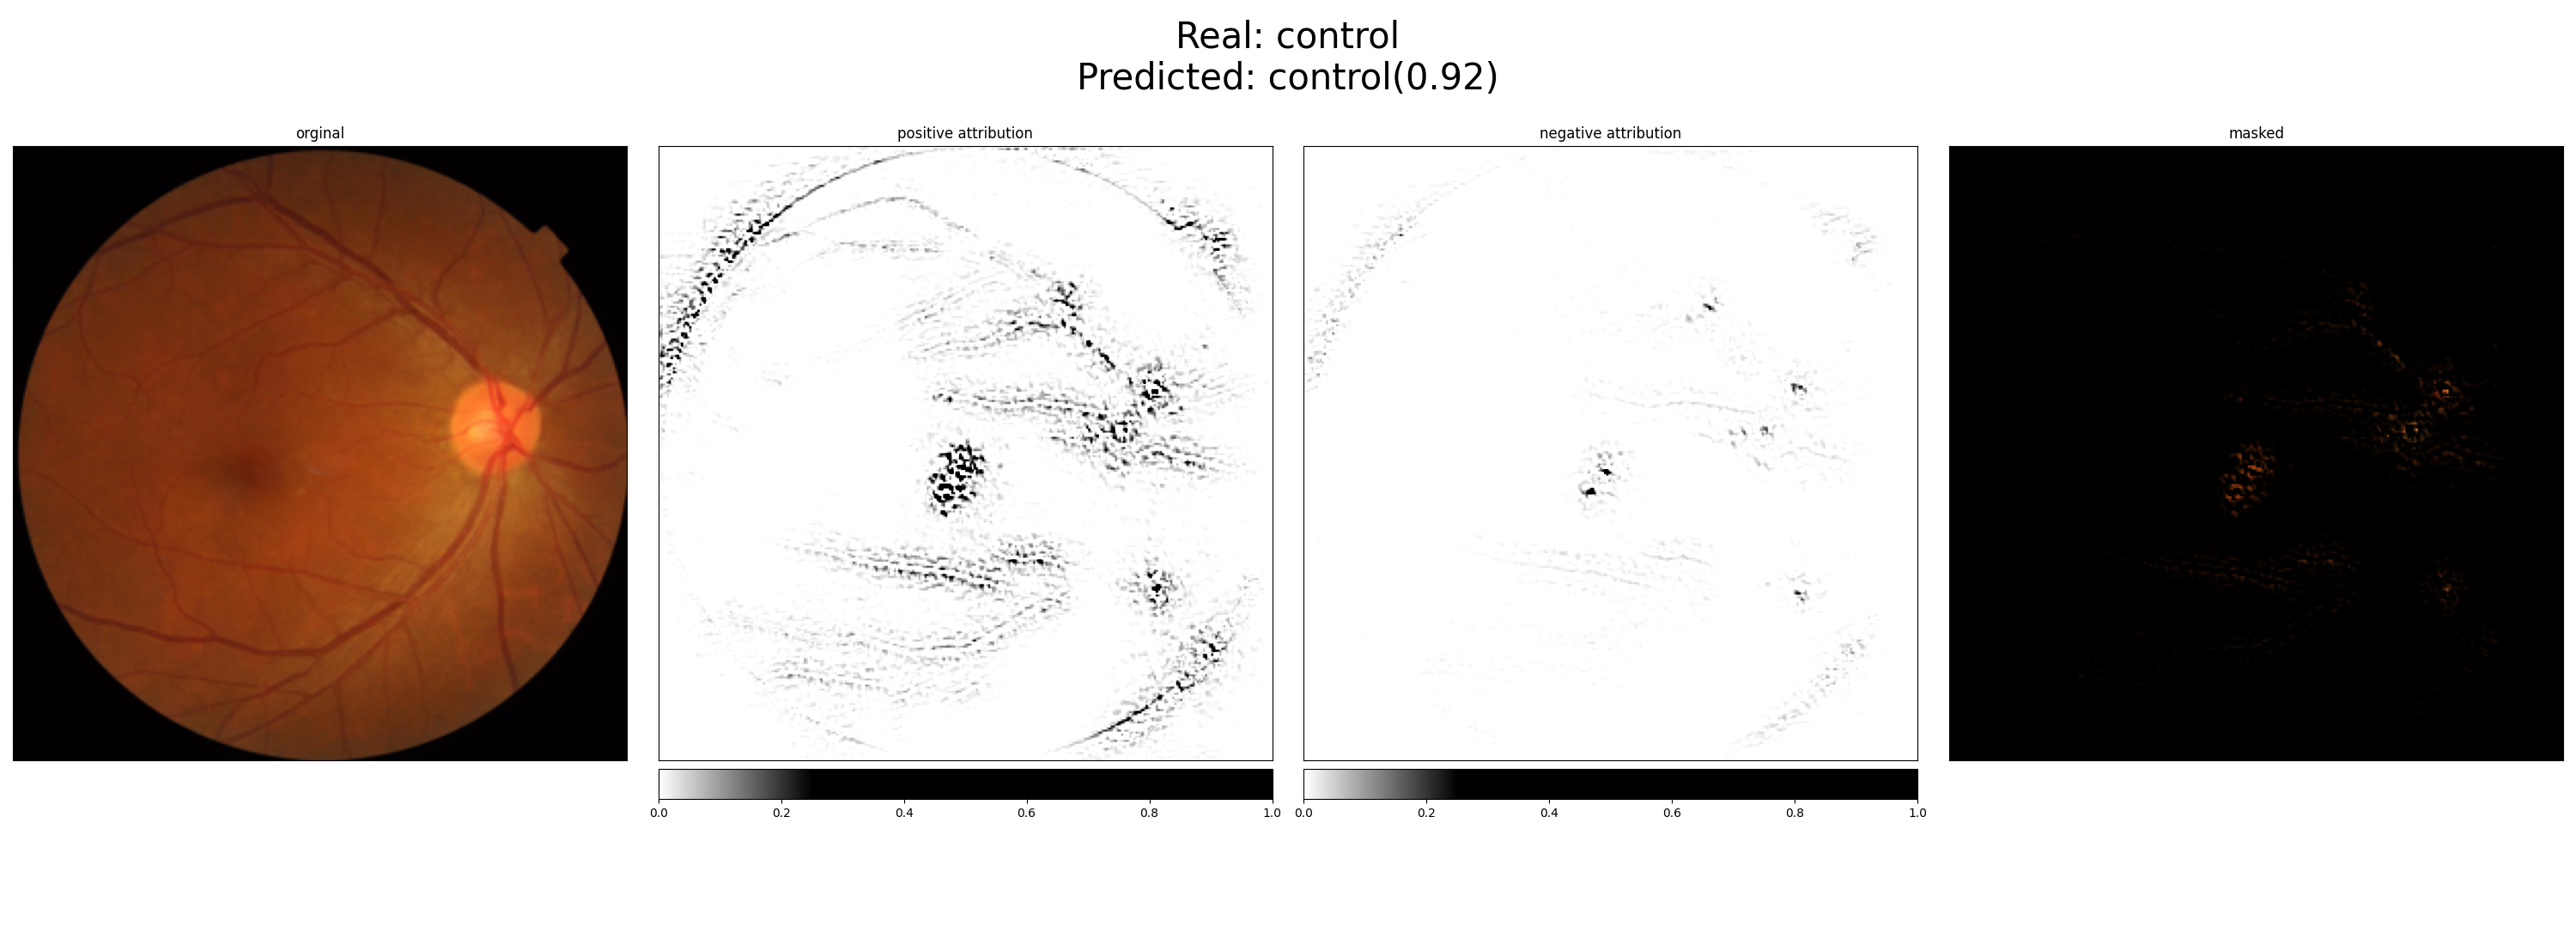 Real: control
Predicted: control(0.92)
orginal
positive attribution
negative attribution
masked
0.0 0.2 0.4 0.6 0.8 1.0
0.0 0.2 0.4 0.6 0.8 1.0